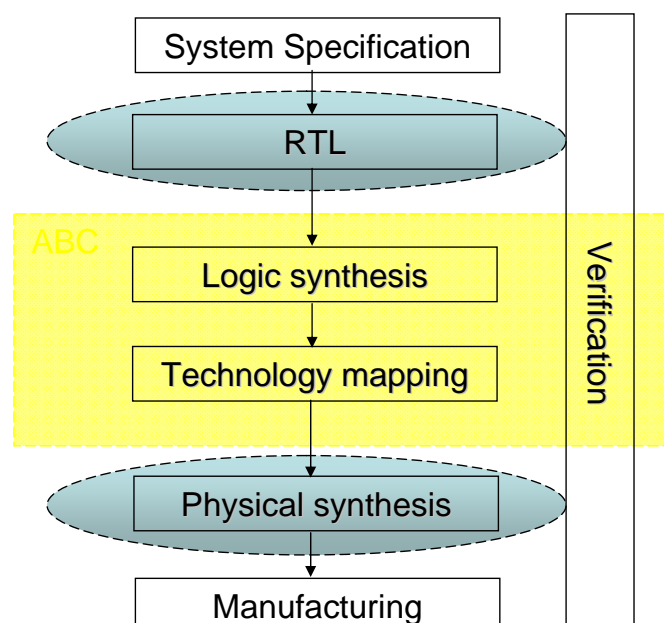 System Specification
RTL
ABC
Logic synthesis
Technology mapping
Verification
Physical synthesis
Manufacturing